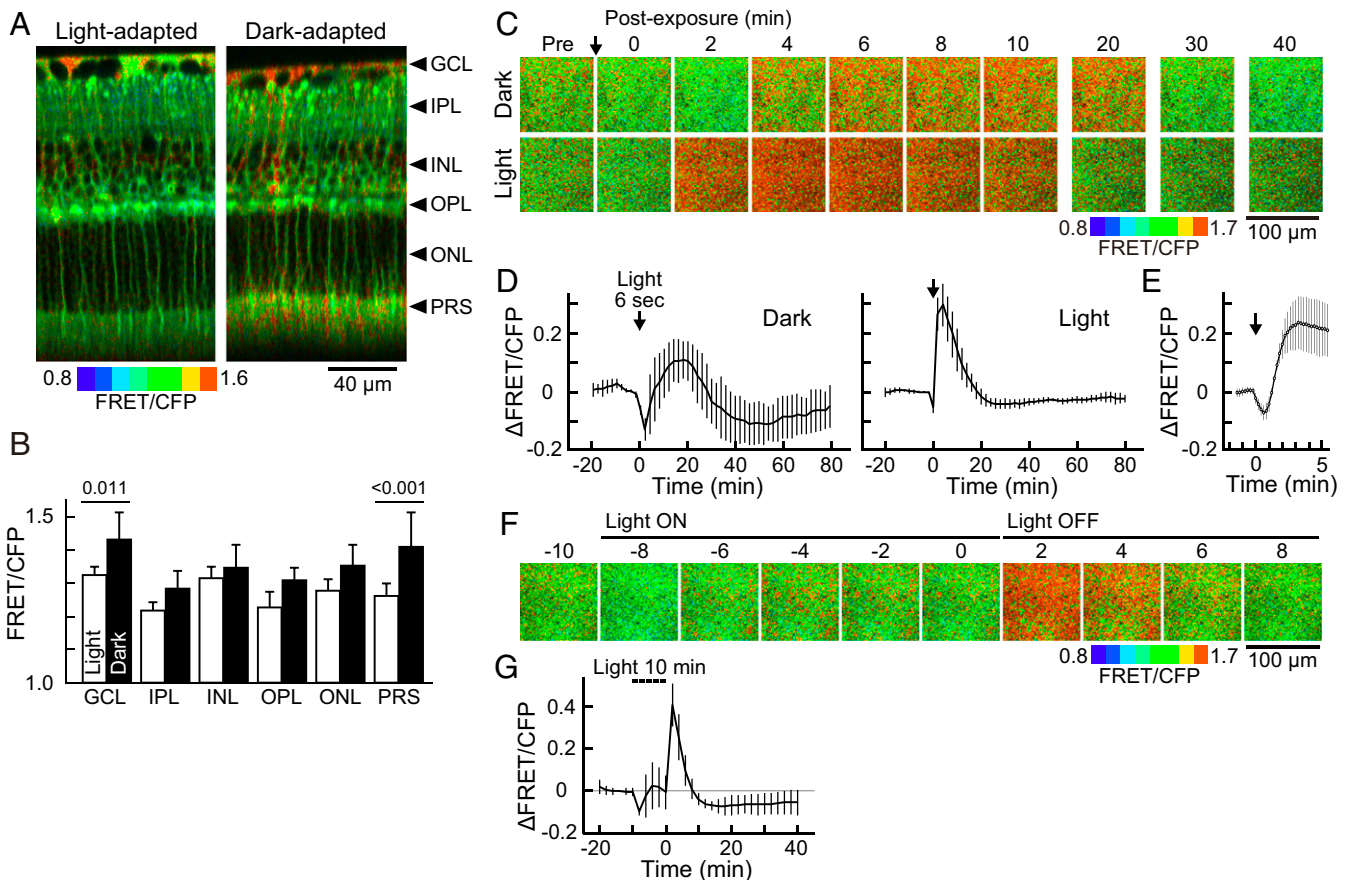 A
Light-adapted Dark-adapted
GCL
IPL
INL
OPL
ONL
PRS
0.8 1.6
FRET/CFP
40 µm
B
0.011 <0.001
1.5
1.0
FRET/CFP
Light
Dark
GCL IPL INL OPL ONL PRS
C
Post-exposure (min)
Pre 0 2 4 6 8 10 20 30 40
Dark
Light
0.8 1.7
FRET/CFP
100 µm
D
Light
6 sec
Dark
0.2
0
-0.2
ΔFRET/CFP
-20 0 20 40 60 80
Time (min)
Light
-20 0 20 40 60 80
Time (min)
E
0.2
0
-0.2
ΔFRET/CFP
0 5
Time (min)
F
Light ON Light OFF
-10 -8 -6 -4 -2 0 2 4 6 8
0.8 1.7
FRET/CFP
100 µm
G
Light 10 min
0.4
0.2
0
-0.2
ΔFRET/CFP
-20 0 20 40
Time (min)